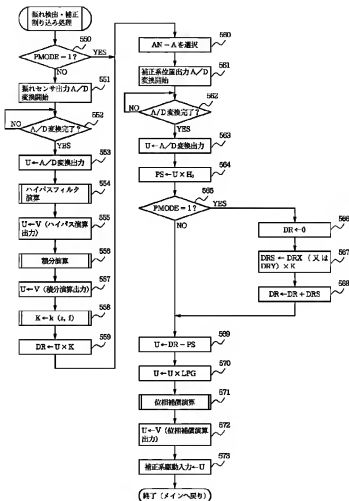 振れ検出・補正
割り込み処理
550
PMODE=1?
YES
NO
551
振れセンサ出力A/D
変換開始
552
NO
A/D変換完了?
YES
553
U←A/D変換出力
554
ハイパスフィルタ
演算
555
U←V(ハイパス演算
出力)
556
積分演算
557
U←V(積分演算出力)
558
K←k(z, f)
559
DR←U×K
560
AN-Aを選択
561
補正系位置出力A/D
変換開始
562
NO
A/D変換完了?
YES
563
U←A/D変換出力
564
PS←U×H₀
565
PMODE=1?
YES
NO
566
DR←0
567
DRS←DRX(又は
DRY)×K
568
DR←DR+DRS
569
U←DR-PS
570
U←U×LPG
571
位相補償演算
572
U←V(位相補償演算
出力)
573
補正系駆動入力←U
終了(メインへ戻り)